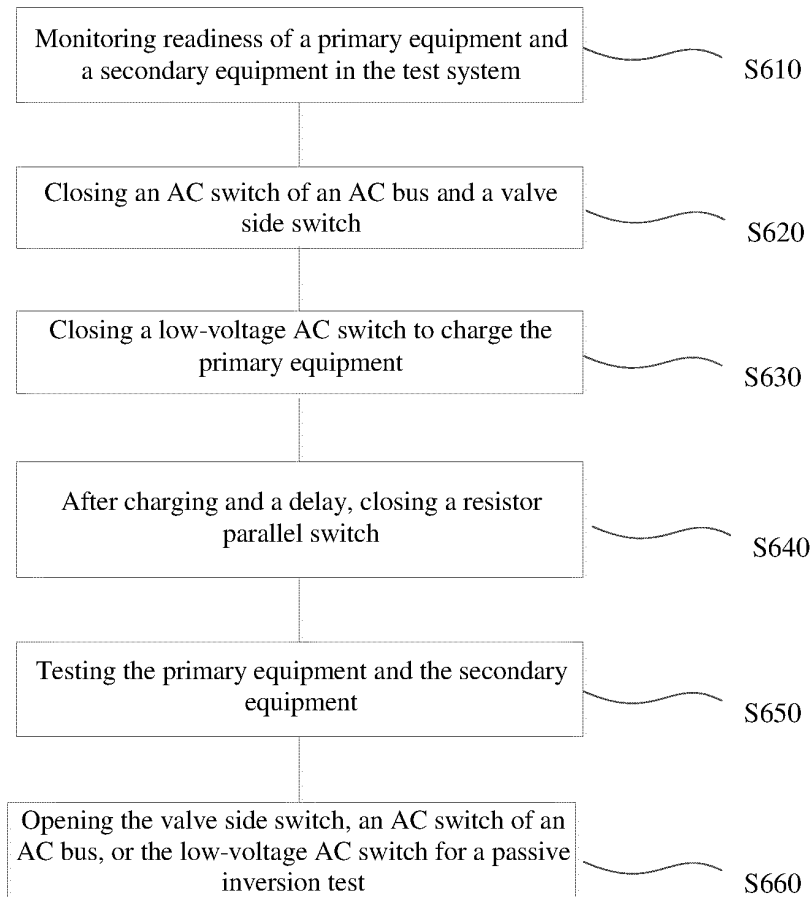 Monitoring readiness of a primary equipment and
a secondary equipment in the test system
S610
Closing an AC switch of an AC bus and a valve
side switch
S620
Closing a low-voltage AC switch to charge the
primary equipment
S630
After charging and a delay, closing a resistor
parallel switch
S640
Testing the primary equipment and the secondary
equipment
S650
Opening the valve side switch, an AC switch of an
AC bus, or the low-voltage AC switch for a passive
inversion test
S660